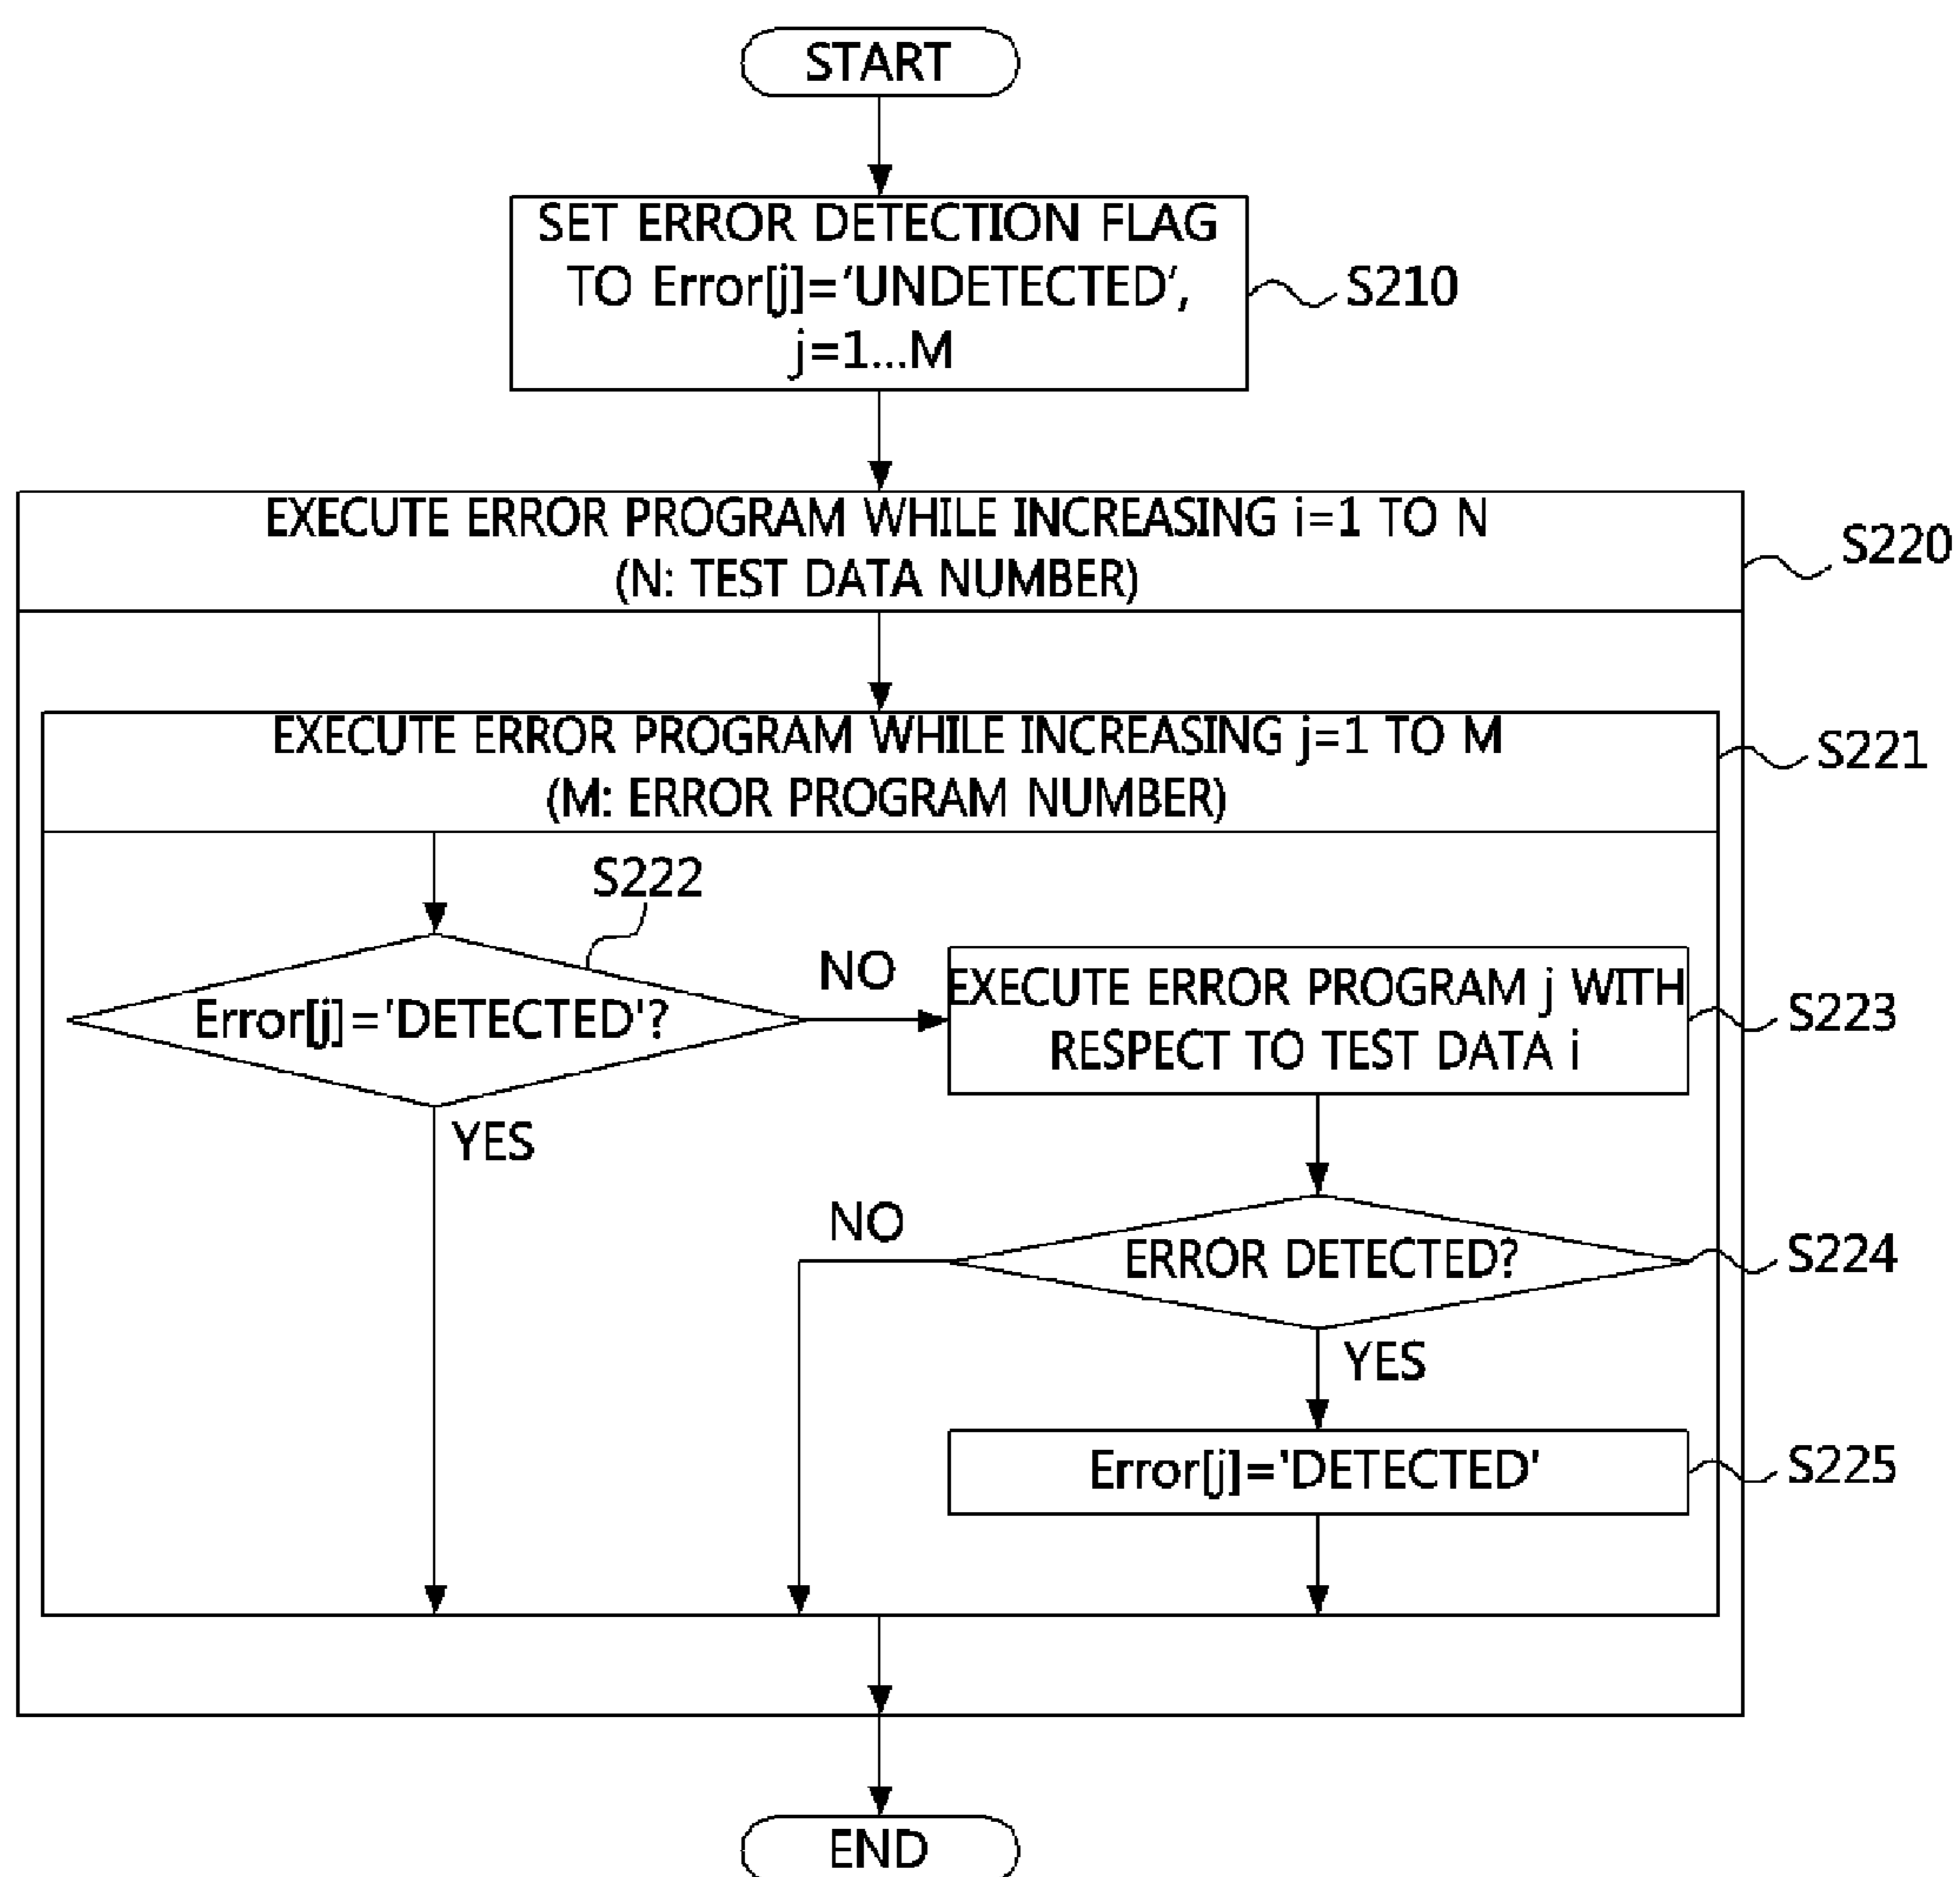 START
SET ERROR DETECTION FLAG
TO Error[j]=‘UNDETECTED’,
j=1...M
S210
EXECUTE ERROR PROGRAM WHILE INCREASING i=1 TO N
(N: TEST DATA NUMBER)
S220
EXECUTE ERROR PROGRAM WHILE INCREASING j=1 TO M
(M: ERROR PROGRAM NUMBER)
S221
S222
Error[j]='DETECTED'?
NO
EXECUTE ERROR PROGRAM j WITH
RESPECT TO TEST DATA i
S223
YES
NO
ERROR DETECTED?
S224
YES
Error[j]='DETECTED'
S225
END